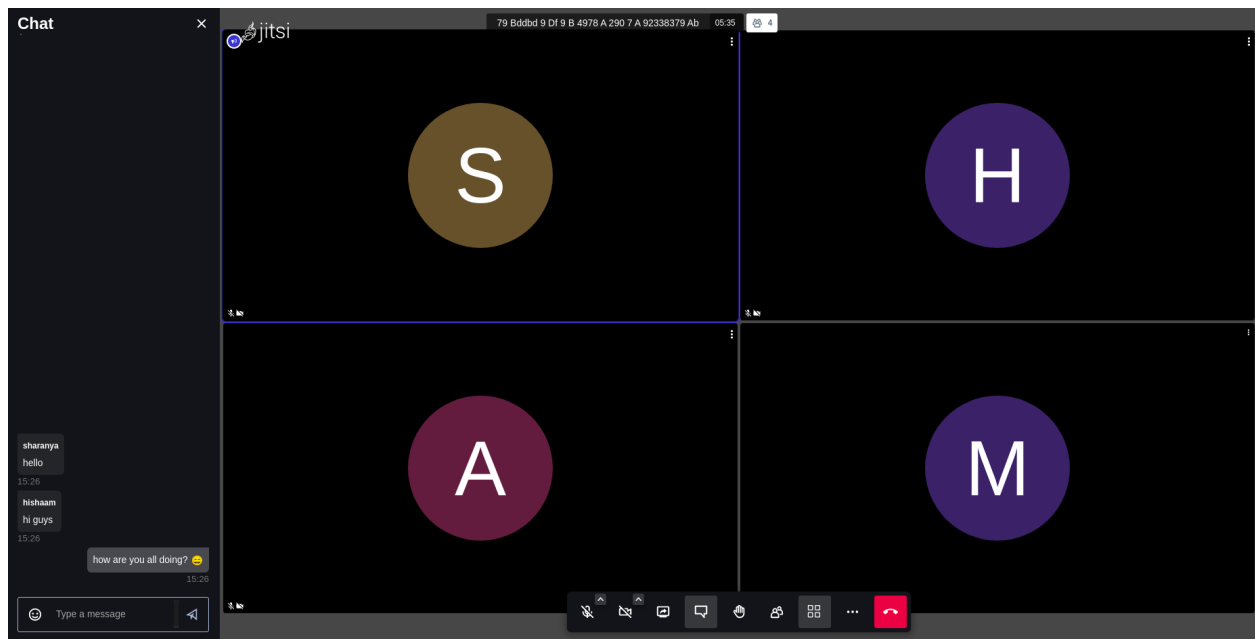 Chat
jitsi
79 Bddbd 9 Df 9 B 4978 A 290 7 A 92338379 Ab 05:35 4
S
H
A
M
sharanya
hello
15:26
hishaam
hi guys
15:26
how are you all doing? 😄
15:26
Type a message